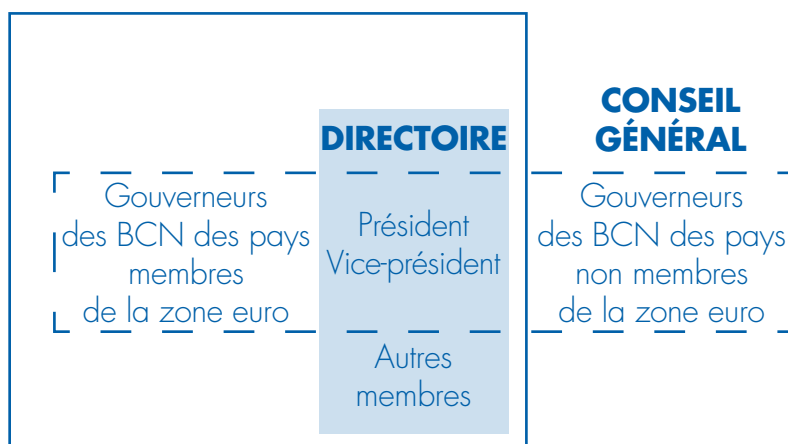 DIRECTOIRE
CONSEIL
GÉNÉRAL
Gouverneurs
des BCN des pays
membres
de la zone euro
Président
Vice-président
Gouverneurs
des BCN des pays
non membres
de la zone euro
Autres
membres